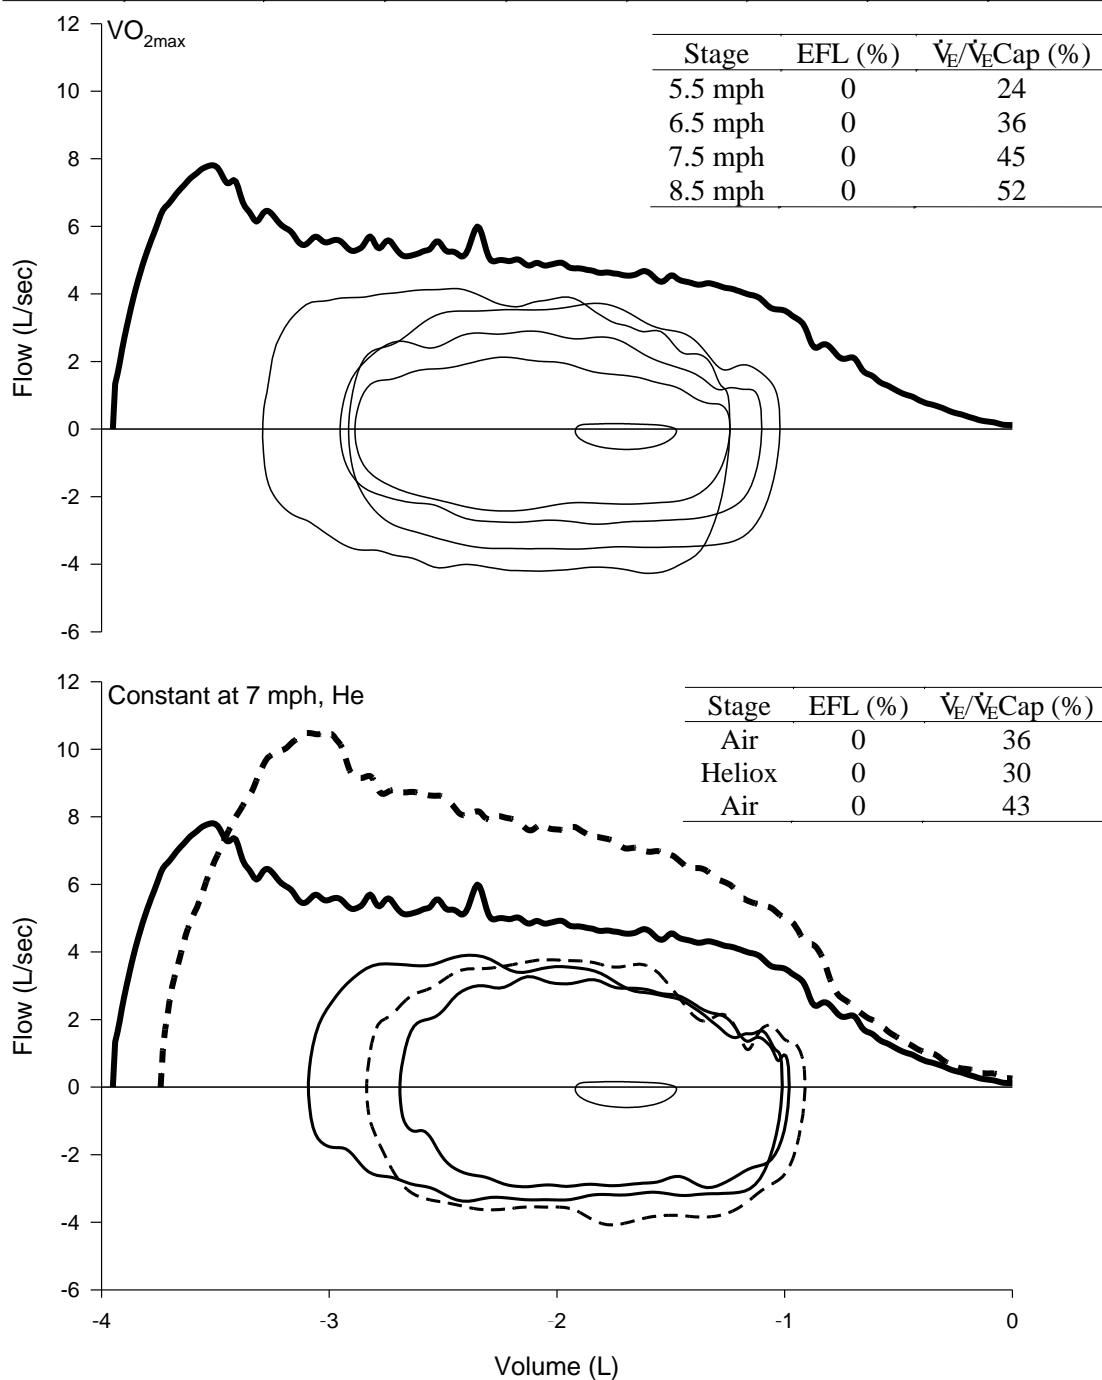 VO2max
Stage EFL (%) V̇E/V̇ECap (%)
5.5 mph 0 24
6.5 mph 0 36
7.5 mph 0 45
8.5 mph 0 52
12
10
8
6
4
2
0
-2
-4
-6
Flow (L/sec)
Constant at 7 mph, He
Stage EFL (%) V̇E/V̇ECap (%)
Air 0 36
Heliox 0 30
Air 0 43
12
10
8
6
4
2
0
-2
-4
-6
Flow (L/sec)
-4 -3 -2 -1 0
Volume (L)